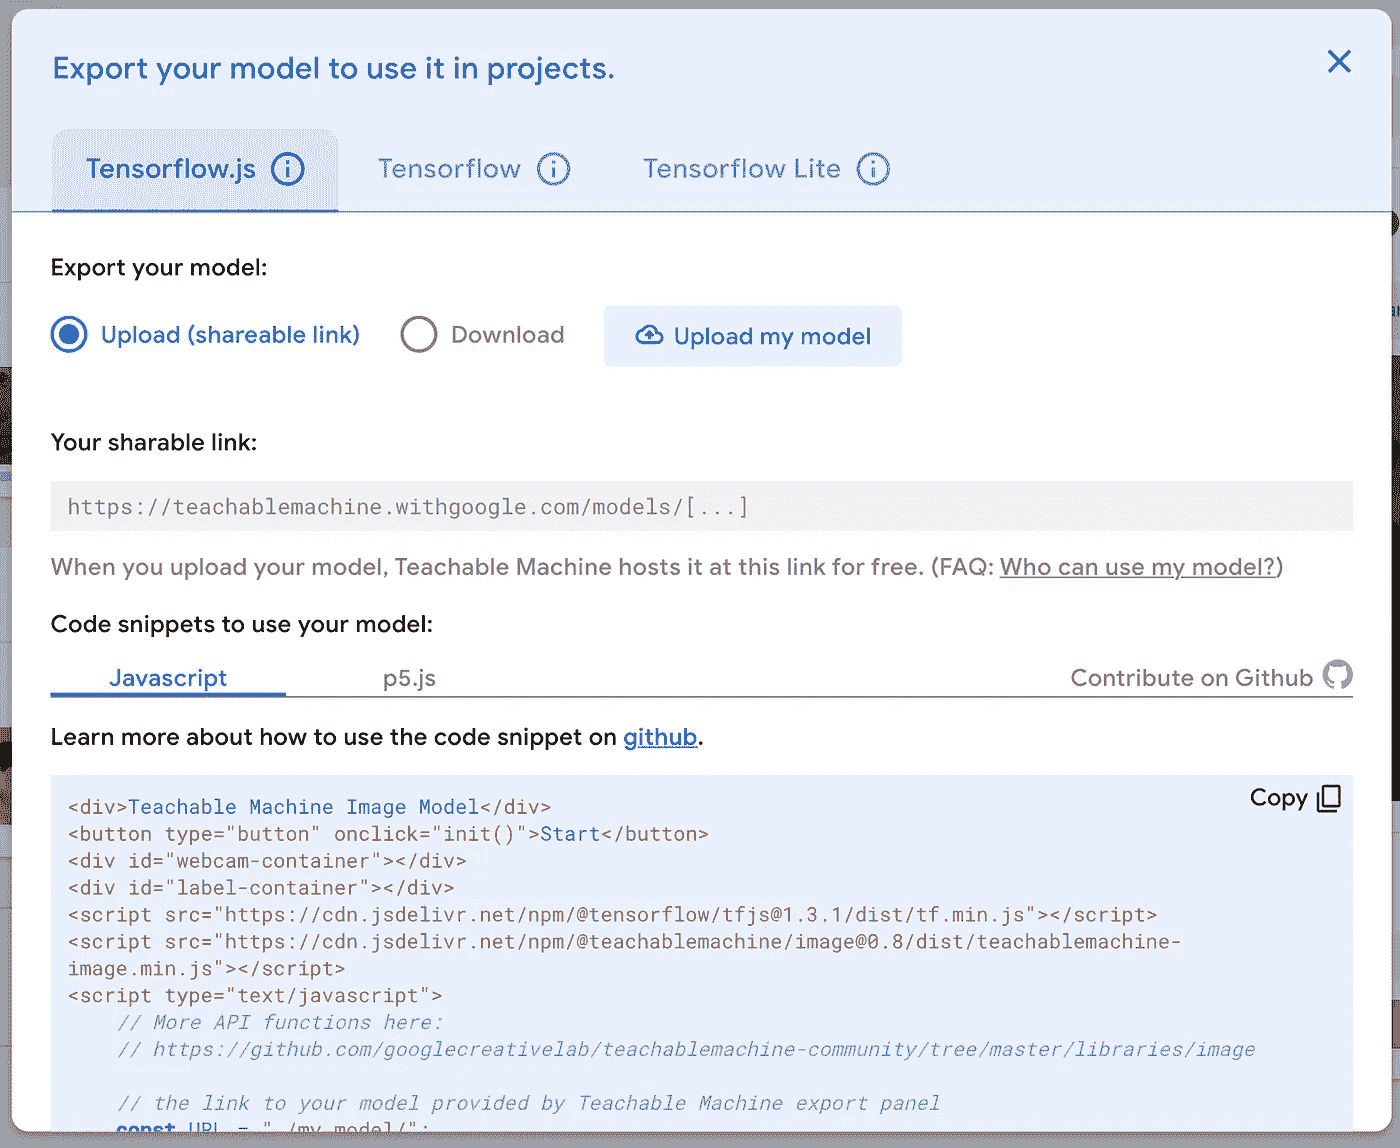 Export your model to use it in projects.
Tensorflow.js Tensorflow Tensorflow Lite
Export your model:
Upload (shareable link) Download Upload my model
Your sharable link:
https://teachablemachine.withgoogle.com/models/[...]
When you upload your model, Teachable Machine hosts it at this link for free. (FAQ: Who can use my model?)
Code snippets to use your model:
Javascript p5.js Contribute on Github
Learn more about how to use the code snippet on github.
Copy
<div>Teachable Machine Image Model</div>
<button type="button" onclick="init()">Start</button>
<div id="webcam-container"></div>
<div id="label-container"></div>
<script src="https://cdn.jsdelivr.net/npm/@tensorflow/tfjs@1.3.1/dist/tf.min.js"></script>
<script src="https://cdn.jsdelivr.net/npm/@teachablemachine/image@0.8/dist/teachablemachine-
image.min.js"></script>
<script type="text/javascript">
// More API functions here:
// https://github.com/googlecreativelab/teachablemachine-community/tree/master/libraries/image
// the link to your model provided by Teachable Machine export panel
const URL = "./my_model/";